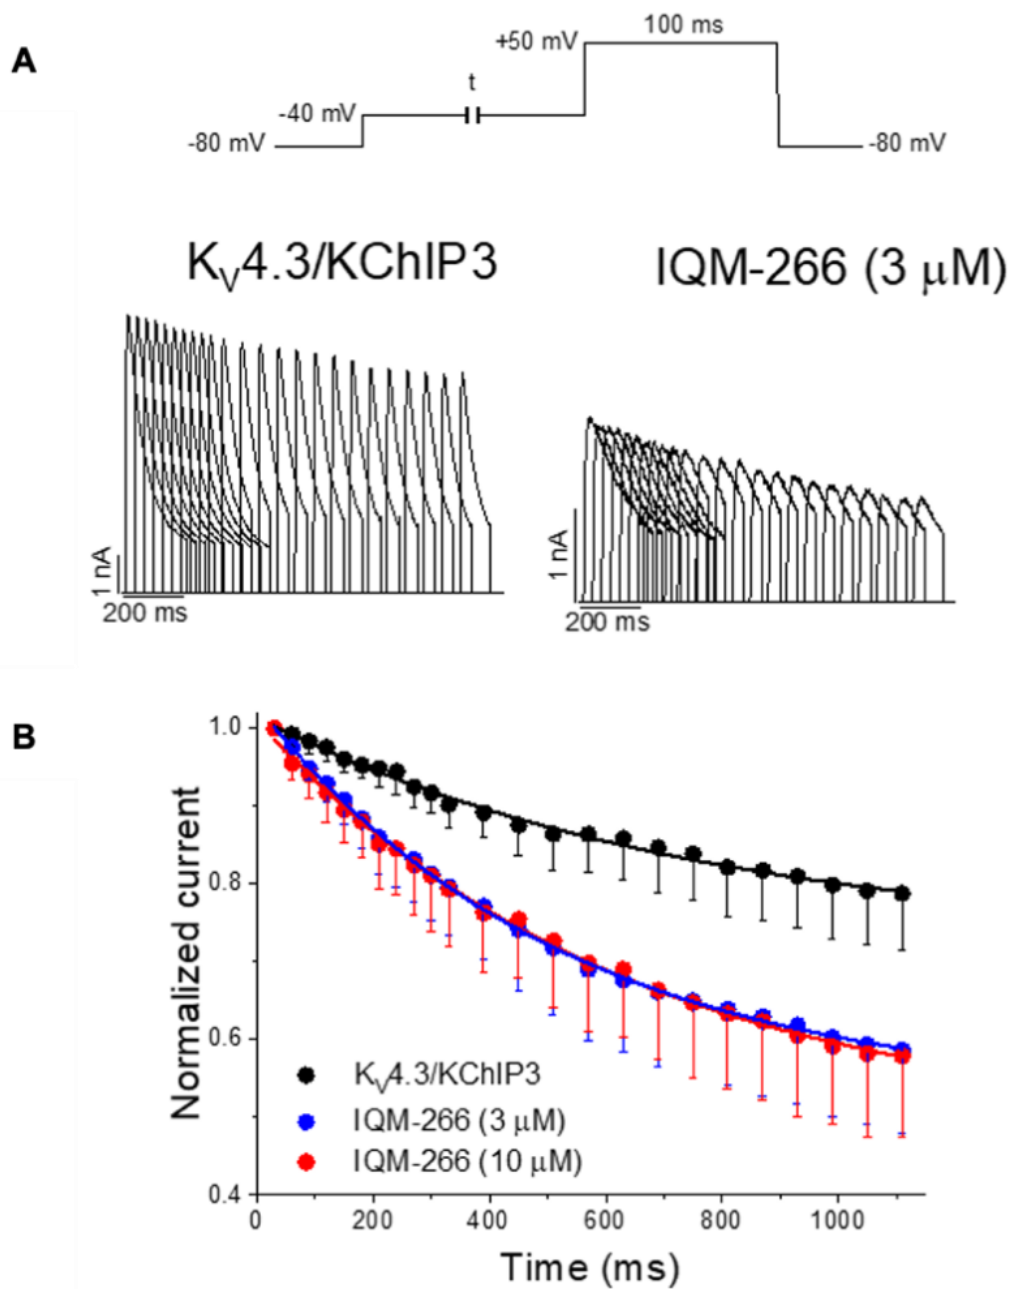 A
100 ms
+50 mV
t
-40 mV
-80 mV
-80 mV
KV4.3/KChIP3
IQM-266 (3 μM)
1 nA
200 ms
1 nA
200 ms
B
1.0
0.8
0.6
0.4
Normalized current
KV4.3/KChIP3
IQM-266 (3 μM)
IQM-266 (10 μM)
0 200 400 600 800 1000
Time (ms)